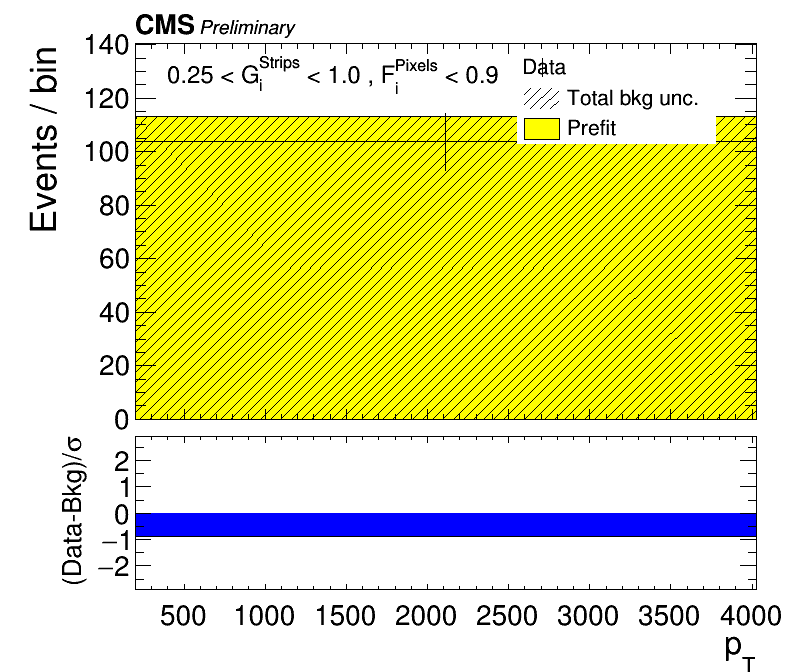 CMS Preliminary
140
120
100
80
60
40
20
0
Events / bin
0.25 < G_i^Strips < 1.0 , F_i^Pixels < 0.9
Data
Total bkg unc.
Prefit
2
1
0
−1
−2
(Data-Bkg)/σ
500 1000 1500 2000 2500 3000 3500 4000
p_T